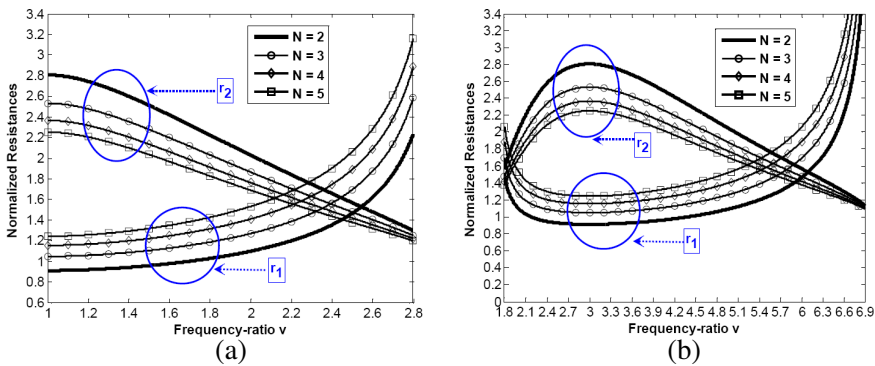 3.4
3.2
3
2.8
2.6
2.4
2.2
2
1.8
1.6
1.4
1.2
1
0.8
0.6
Normalized Resistances
N = 2
N = 3
N = 4
N = 5
r2
r1
1 1.2 1.4 1.6 1.8 2 2.2 2.4 2.6 2.8
Frequency-ratio v
(a)
3.4
3.2
3
2.8
2.6
2.4
2.2
2
1.8
1.6
1.4
1.2
1
0.8
0.6
0.4
0.2
0
Normalized Resistances
N = 2
N = 3
N = 4
N = 5
r2
r1
1.8 2.1 2.4 2.7 3 3.3 3.6 3.9 4.2 4.5 4.8 5.1 5.4 5.7 6 6.3 6.6 6.9
Frequency-ratio v
(b)